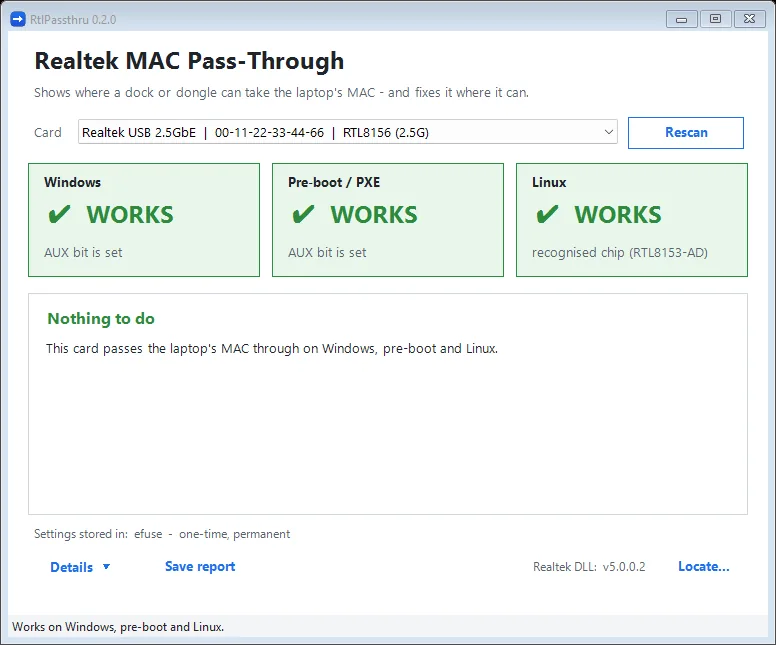 RtlPassthru 0.2.0
Realtek MAC Pass-Through
Shows where a dock or dongle can take the laptop's MAC - and fixes it where it can.
Card
Realtek USB 2.5GbE | 00-11-22-33-44-66 | RTL8156 (2.5G)
Rescan
Windows
✔ WORKS
AUX bit is set
Pre-boot / PXE
✔ WORKS
AUX bit is set
Linux
✔ WORKS
recognised chip (RTL8153-AD)
Nothing to do
This card passes the laptop's MAC through on Windows, pre-boot and Linux.
Settings stored in: efuse - one-time, permanent
Details ▼
Save report
Realtek DLL: v5.0.0.2
Locate...
Works on Windows, pre-boot and Linux.